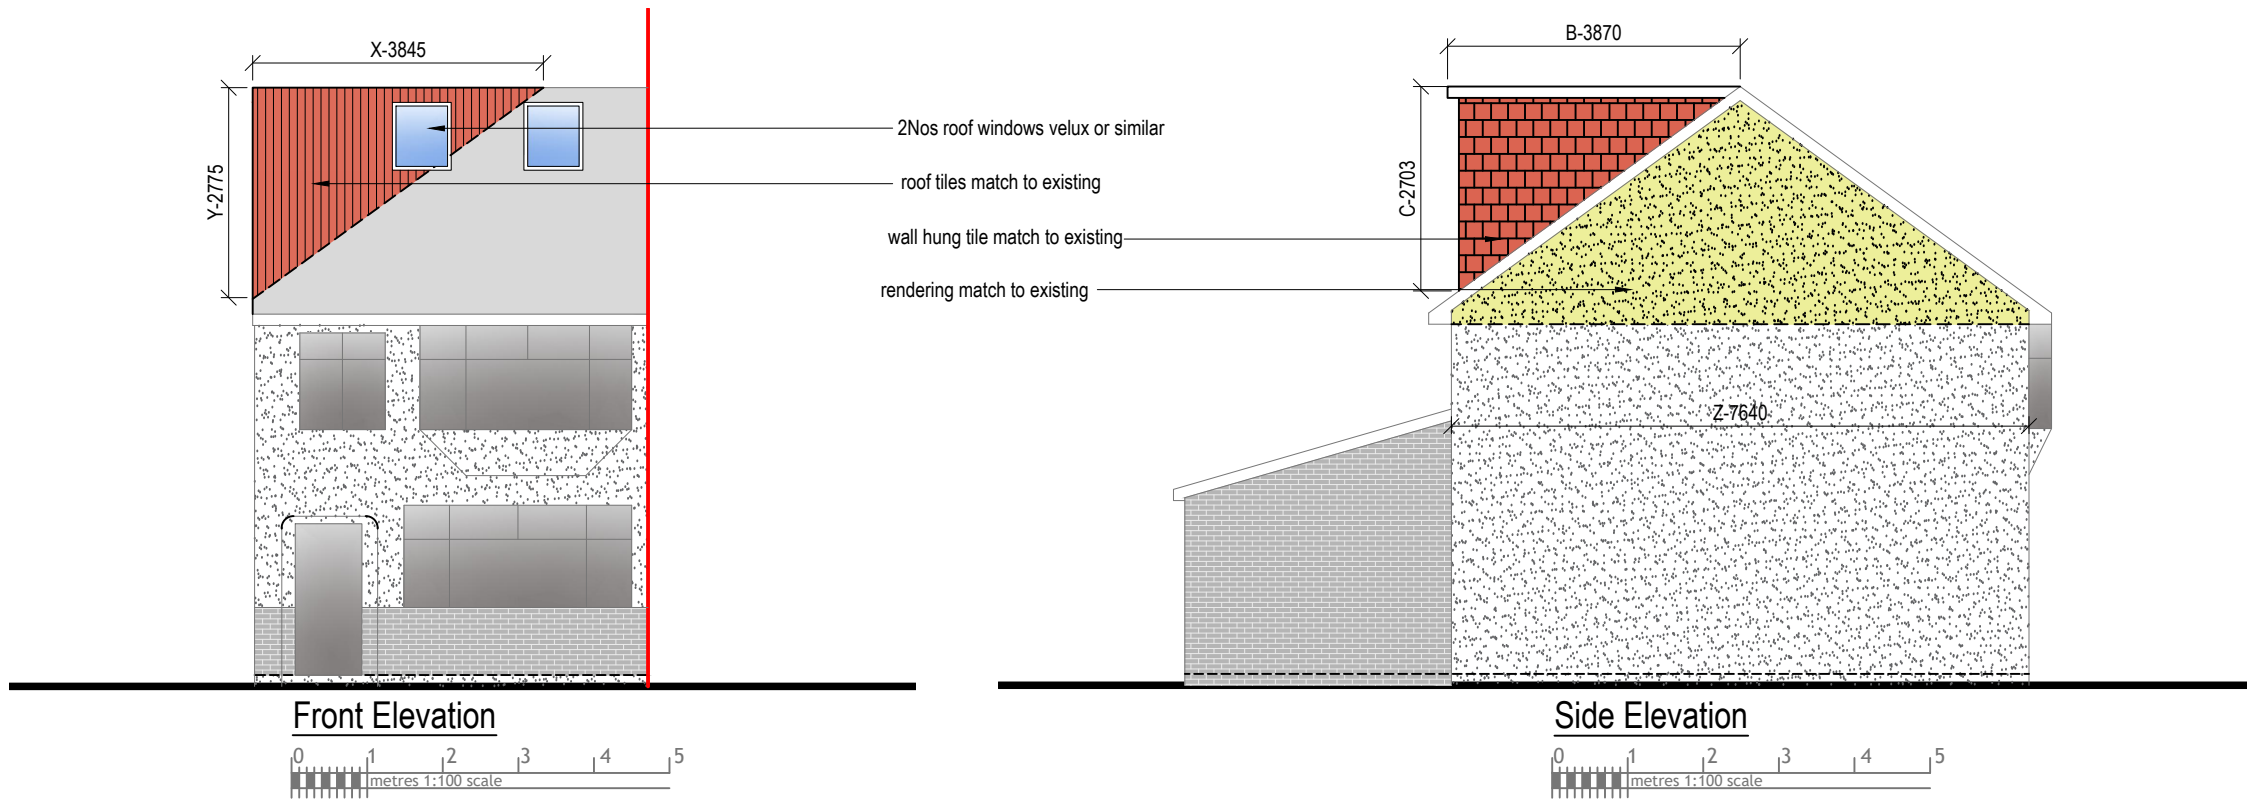 X-3845
Y-2775
2Nos roof windows velux or similar
roof tiles match to existing
wall hung tile match to existing
rendering match to existing
B-3870
C-2703
Z-7640
Front Elevation
0 1 2 3 4 5
metres 1:100 scale
Side Elevation
0 1 2 3 4 5
metres 1:100 scale